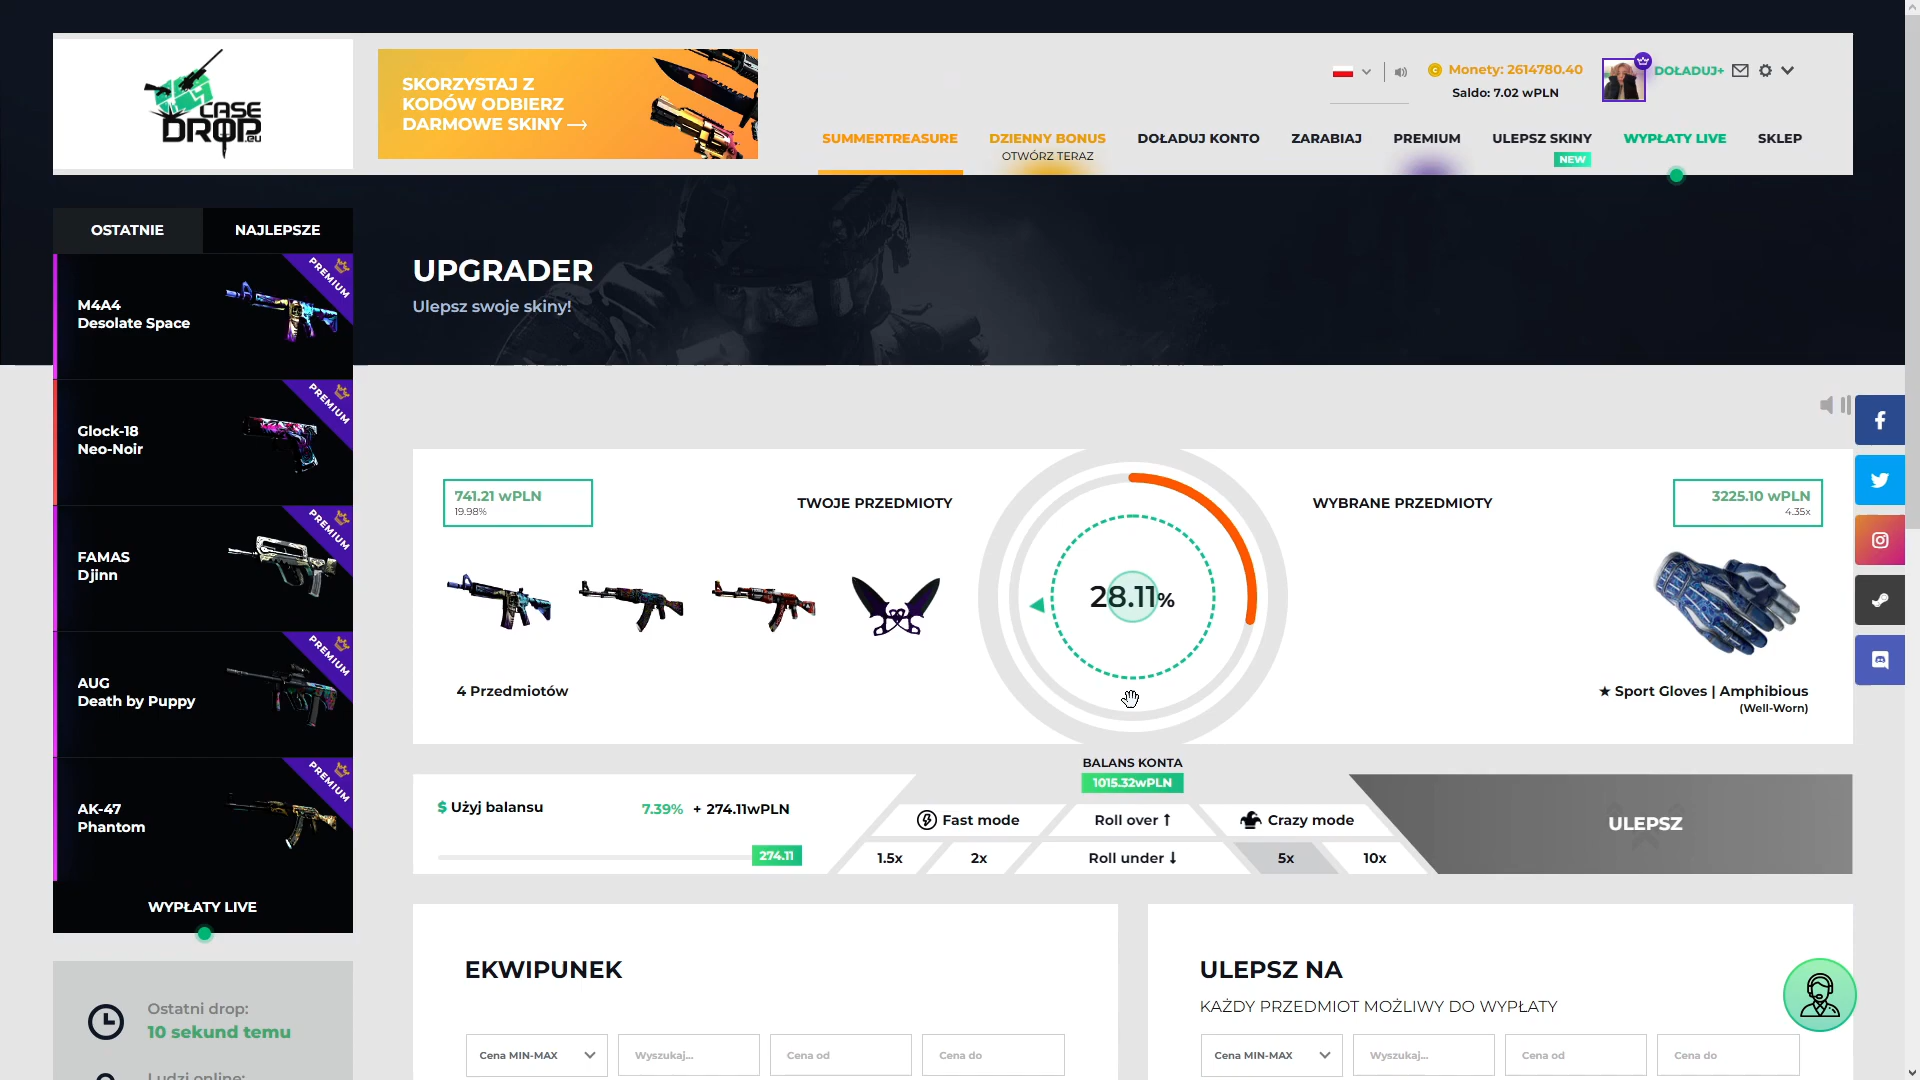 CASE
DROP.eu
SKORZYSTAJ Z
KODÓW ODBIERZ
DARMOWE SKINY →
Monety: 2614780.40
Saldo: 7.02 wPLN
DOŁADUJ+
SUMMERTREASURE
DZIENNY BONUS
OTWÓRZ TERAZ
DOŁADUJ KONTO
ZARABIAJ
PREMIUM
ULEPSZ SKINY
NEW
WYPŁATY LIVE
SKLEP
OSTATNIE
NAJLEPSZE
M4A4
Desolate Space
PREMIUM
Glock-18
Neo-Noir
PREMIUM
FAMAS
Djinn
PREMIUM
AUG
Death by Puppy
PREMIUM
AK-47
Phantom
PREMIUM
WYPŁATY LIVE
Ostatni drop:
10 sekund temu
Ludzi online:
UPGRADER
Ulepsz swoje skiny!
741.21 wPLN
19.98%
TWOJE PRZEDMIOTY
4 Przedmiotów
28.11%
WYBRANE PRZEDMIOTY
3225.10 wPLN
4.35x
★ Sport Gloves | Amphibious
(Well-Worn)
BALANS KONTA
1015.32wPLN
$ Użyj balansu
7.39% + 274.11wPLN
274.11
Fast mode
Roll over ↑
Crazy mode
1.5x
2x
Roll under ↓
5x
10x
ULEPSZ
EKWIPUNEK
Cena MIN-MAX
Wyszukaj...
Cena od
Cena do
ULEPSZ NA
KAŻDY PRZEDMIOT MOŻLIWY DO WYPŁATY
Cena MIN-MAX
Wyszukaj...
Cena od
Cena do